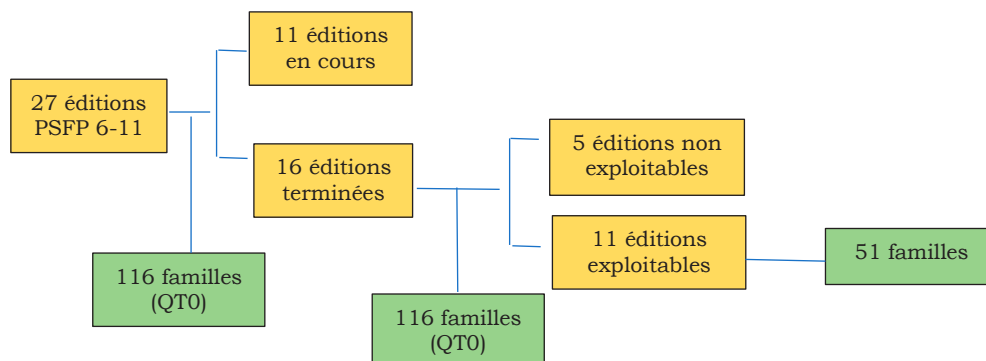 11 éditions
en cours
27 éditions
PSFP 6-11
16 éditions
terminées
5 éditions non
exploitables
11 éditions
exploitables
51 familles
116 familles
(QT0)
116 familles
(QT0)